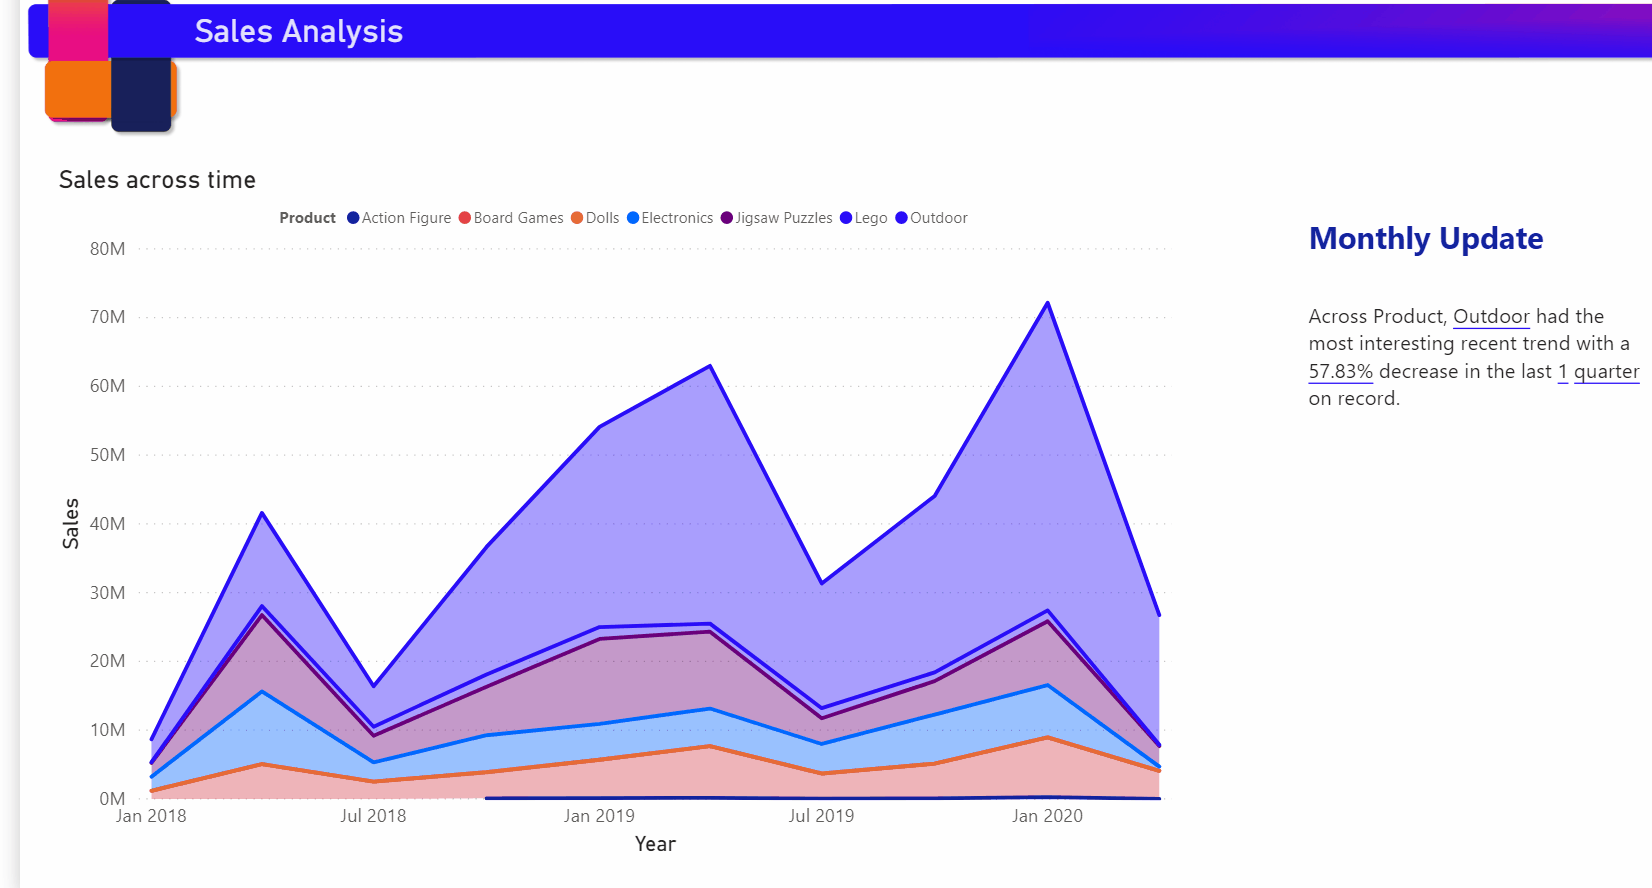 Sales Analysis
Sales across time
Product Action Figure Board Games Dolls Electronics Jigsaw Puzzles Lego Outdoor
80M
70M
60M
50M
40M
30M
20M
10M
0M
Sales
Jan 2018 Jul 2018 Jan 2019 Jul 2019 Jan 2020
Year
Monthly Update
Across Product, Outdoor had the
most interesting recent trend with a
57.83% decrease in the last 1 quarter
on record.